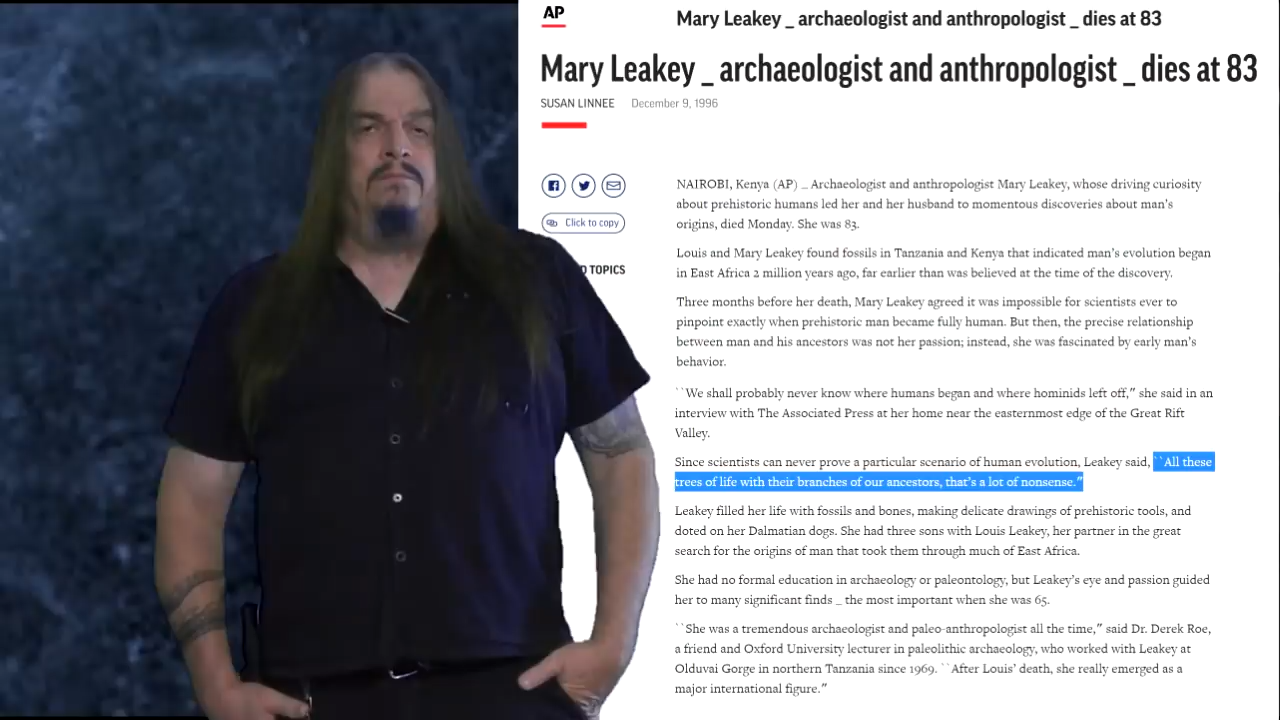 AP
Mary Leakey _ archaeologist and anthropologist _ dies at 83
Mary Leakey _ archaeologist and anthropologist _ dies at 83
SUSAN LINNEE December 9, 1996
Click to copy
D TOPICS
NAIROBI, Kenya (AP) _ Archaeologist and anthropologist Mary Leakey, whose driving curiosity
about prehistoric humans led her and her husband to momentous discoveries about man's
origins, died Monday. She was 83.
Louis and Mary Leakey found fossils in Tanzania and Kenya that indicated man's evolution began
in East Africa 2 million years ago, far earlier than was believed at the time of the discovery.
Three months before her death, Mary Leakey agreed it was impossible for scientists ever to
pinpoint exactly when prehistoric man became fully human. But then, the precise relationship
between man and his ancestors was not her passion; instead, she was fascinated by early man's
behavior.
``We shall probably never know where humans began and where hominids left off,″ she said in an
interview with The Associated Press at her home near the easternmost edge of the Great Rift
Valley.
Since scientists can never prove a particular scenario of human evolution, Leakey said, ``All these
trees of life with their branches of our ancestors, that's a lot of nonsense.″
Leakey filled her life with fossils and bones, making delicate drawings of prehistoric tools, and
doted on her Dalmatian dogs. She had three sons with Louis Leakey, her partner in the great
search for the origins of man that took them through much of East Africa.
She had no formal education in archaeology or paleontology, but Leakey's eye and passion guided
her to many significant finds _ the most important when she was 65.
``She was a tremendous archaeologist and paleo-anthropologist all the time,″ said Dr. Derek Roe,
a friend and Oxford University lecturer in paleolithic archaeology, who worked with Leakey at
Olduvai Gorge in northern Tanzania since 1969. ``After Louis' death, she really emerged as a
major international figure.″